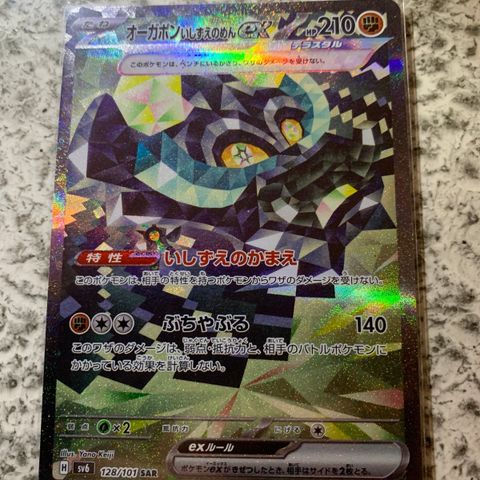 オーガポン いしずえのめん ex HP 210
テラスタル
このポケモンは、ベンチにいるかぎり、ワザのダメージを受けない。
特性 いしずえのかまえ
このポケモンは、相手の特性を持つポケモンからワザのダメージを受けない。
ぶちやぶる 140
このワザのダメージは、弱点・抵抗力と、相手のバトルポケモンに
かかっている効果を計算しない。
弱点 ×2 抵抗力 にげる
Illus. Yano Keiji
exルール
H sv6 128/101 SAR
ポケモンexがきぜつしたとき、相手はサイドを2枚とる。